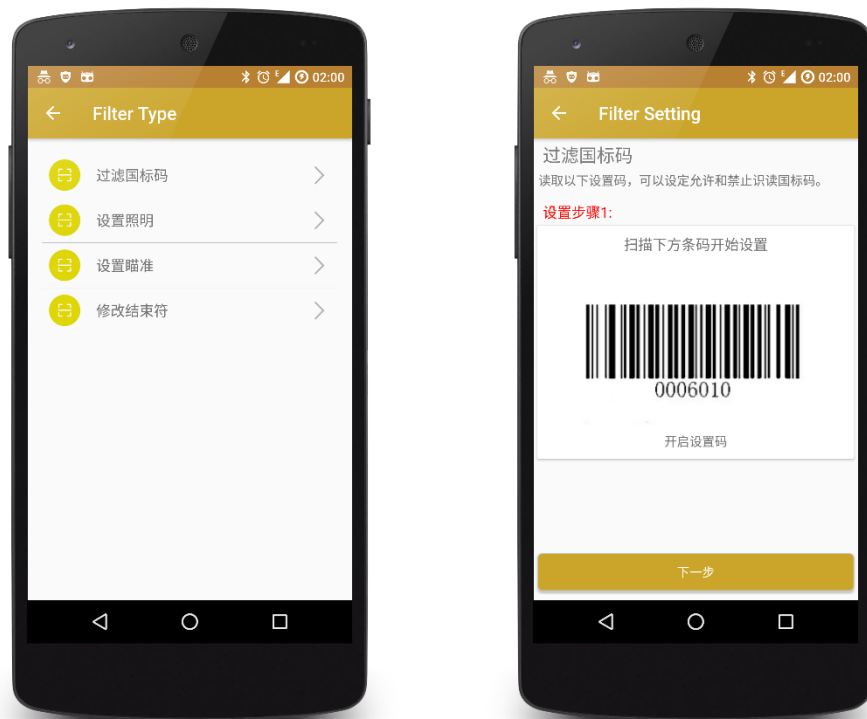 02:00
Filter Type
过滤国标码
设置照明
设置瞄准
修改结束符
02:00
Filter Setting
过滤国标码
读取以下设置码，可以设定允许和禁止识读国标码。
设置步骤1:
扫描下方条码开始设置
0006010
开启设置码
下一步